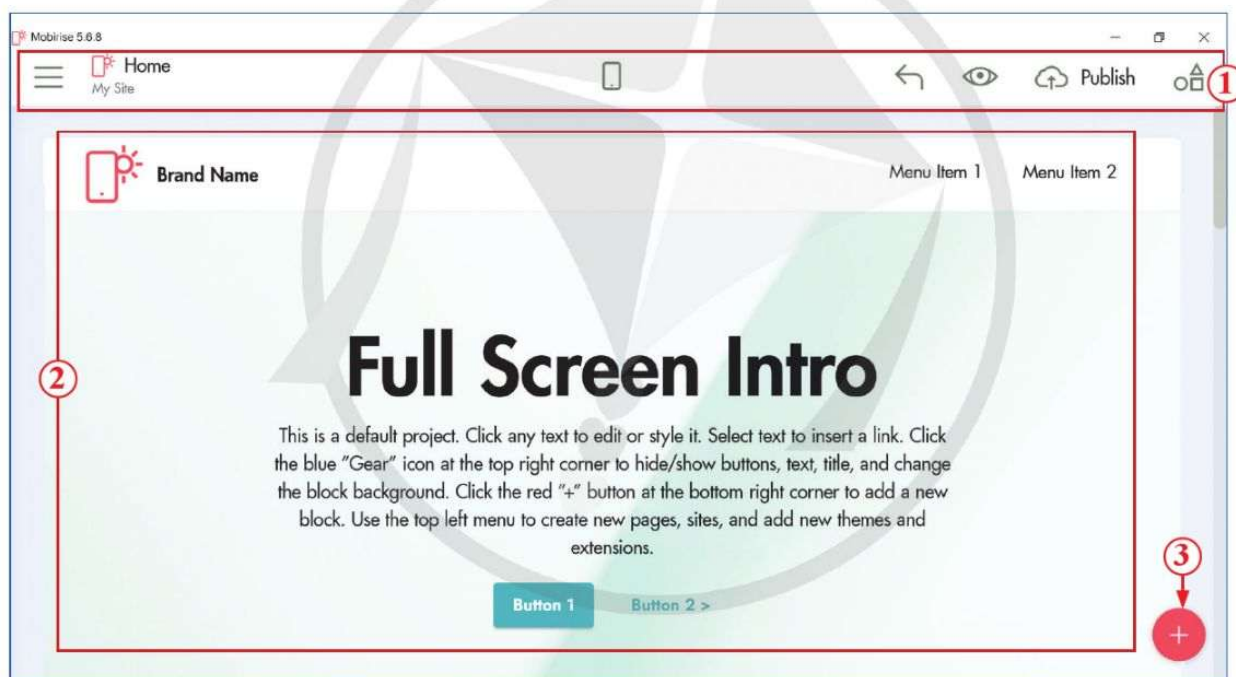 Mobirise 5.6.8
Home
My Site
Publish
1
Brand Name
Menu Item 1
Menu Item 2
2
Full Screen Intro
This is a default project. Click any text to edit or style it. Select text to insert a link. Click
the blue "Gear" icon at the top right corner to hide/show buttons, text, title, and change
the block background. Click the red "+" button at the bottom right corner to add a new
block. Use the top left menu to create new pages, sites, and add new themes and
extensions.
3
Button 1
Button 2 >
+